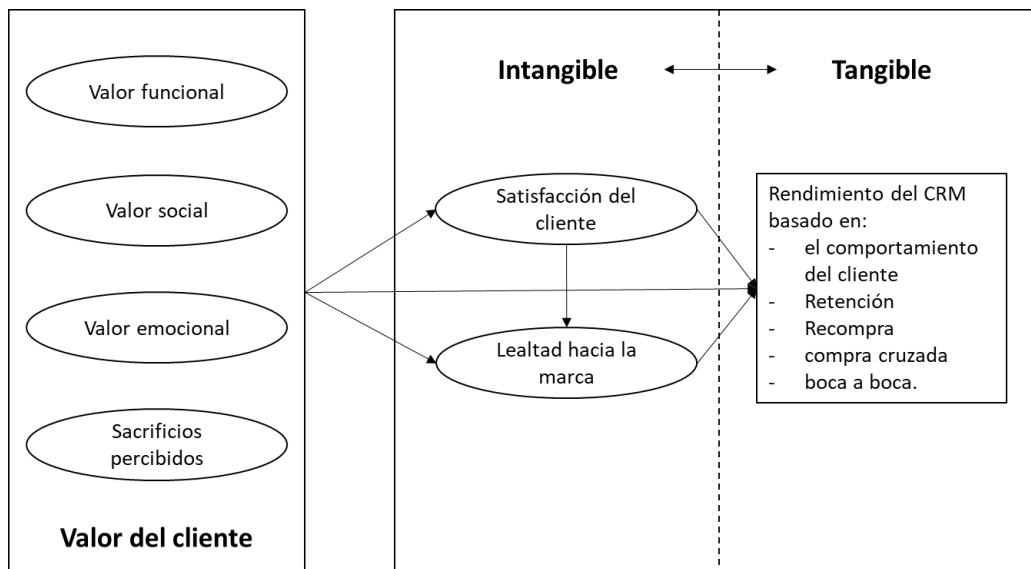 Valor funcional
Valor social
Valor emocional
Sacrificios
percibidos
Valor del cliente
Intangible
Tangible
Satisfacción del
cliente
Lealtad hacia la
marca
Rendimiento del CRM
basado en:
- el comportamiento
del cliente
- Retención
- Recompra
- compra cruzada
- boca a boca.